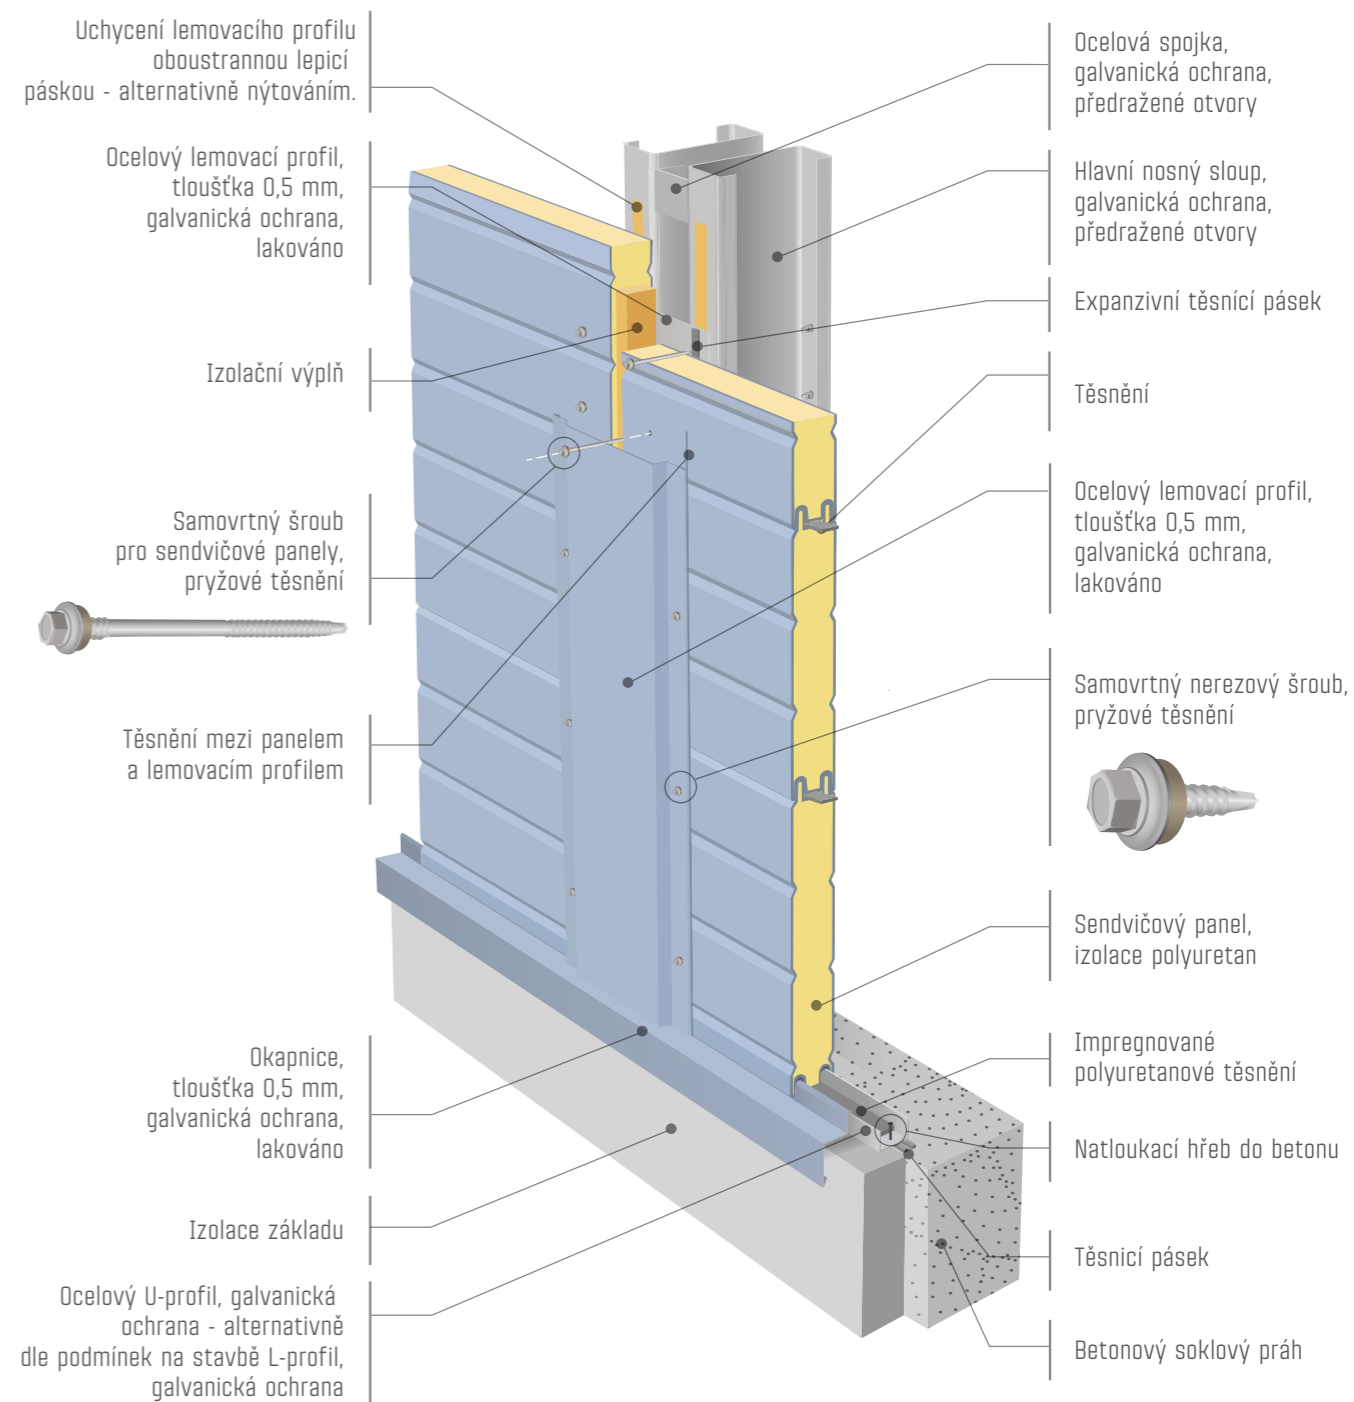 Uchycení lemovacího profilu
oboustrannou lepicí
páskou - alternativně nýtováním.
Ocelový lemovací profil,
tloušťka 0,5 mm,
galvanická ochrana,
lakováno
Izolační výplň
Samovrtný šroub
pro sendvičové panely,
pryžové těsnění
Těsnění mezi panelem
a lemovacím profilem
Okapnice,
tloušťka 0,5 mm,
galvanická ochrana,
lakováno
Izolace základu
Ocelový U-profil, galvanická
ochrana - alternativně
dle podmínek na stavbě L-profil,
galvanická ochrana
Ocelová spojka,
galvanická ochrana,
předražené otvory
Hlavní nosný sloup,
galvanická ochrana,
předražené otvory
Expanzivní těsnící pásek
Těsnění
Ocelový lemovací profil,
tloušťka 0,5 mm,
galvanická ochrana,
lakováno
Samovrtný nerezový šroub,
pryžové těsnění
Sendvičový panel,
izolace polyuretan
Impregnované
polyuretanové těsnění
Natloukací hřeb do betonu
Těsnicí pásek
Betonový soklový práh